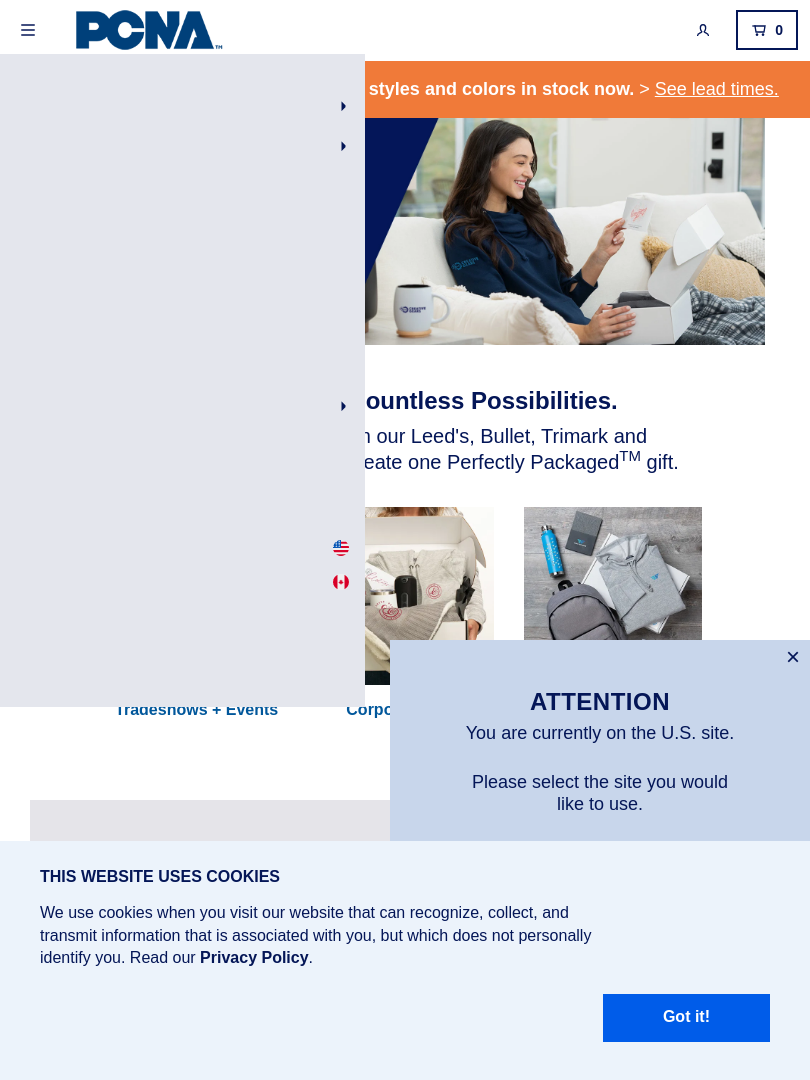 PCNA™
0
styles and colors in stock now. > See lead times.
ountless Possibilities.
our Leed's, Bullet, Trimark and
eate one Perfectly Packaged™ gift.
Tradeshows + Events
Corpo
ATTENTION
You are currently on the U.S. site.
Please select the site you would
like to use.
THIS WEBSITE USES COOKIES
We use cookies when you visit our website that can recognize, collect, and
transmit information that is associated with you, but which does not personally
identify you. Read our Privacy Policy.
Got it!